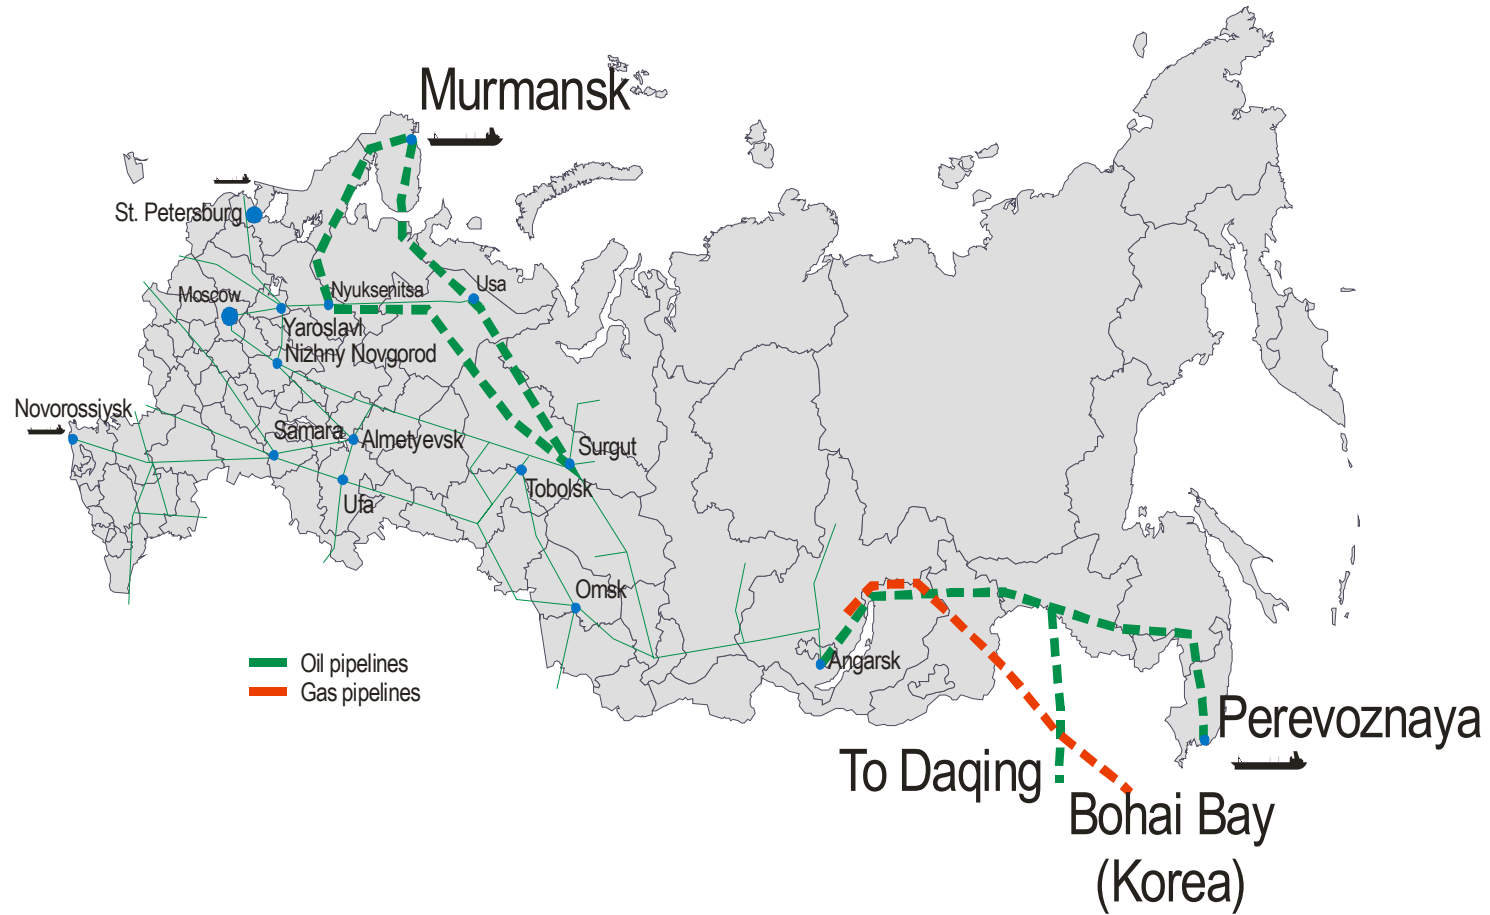 Murmansk
St. Petersburg
Usa
Nyuksenitsa
Moscow
Yaroslavl
Nizhny Novgorod
Novorossiysk
Samara
Almetyevsk
Surgut
Tobolsk
Ufa
Omsk
Angarsk
Oil pipelines
Gas pipelines
Perevoznaya
To Daqing
Bohai Bay
(Korea)